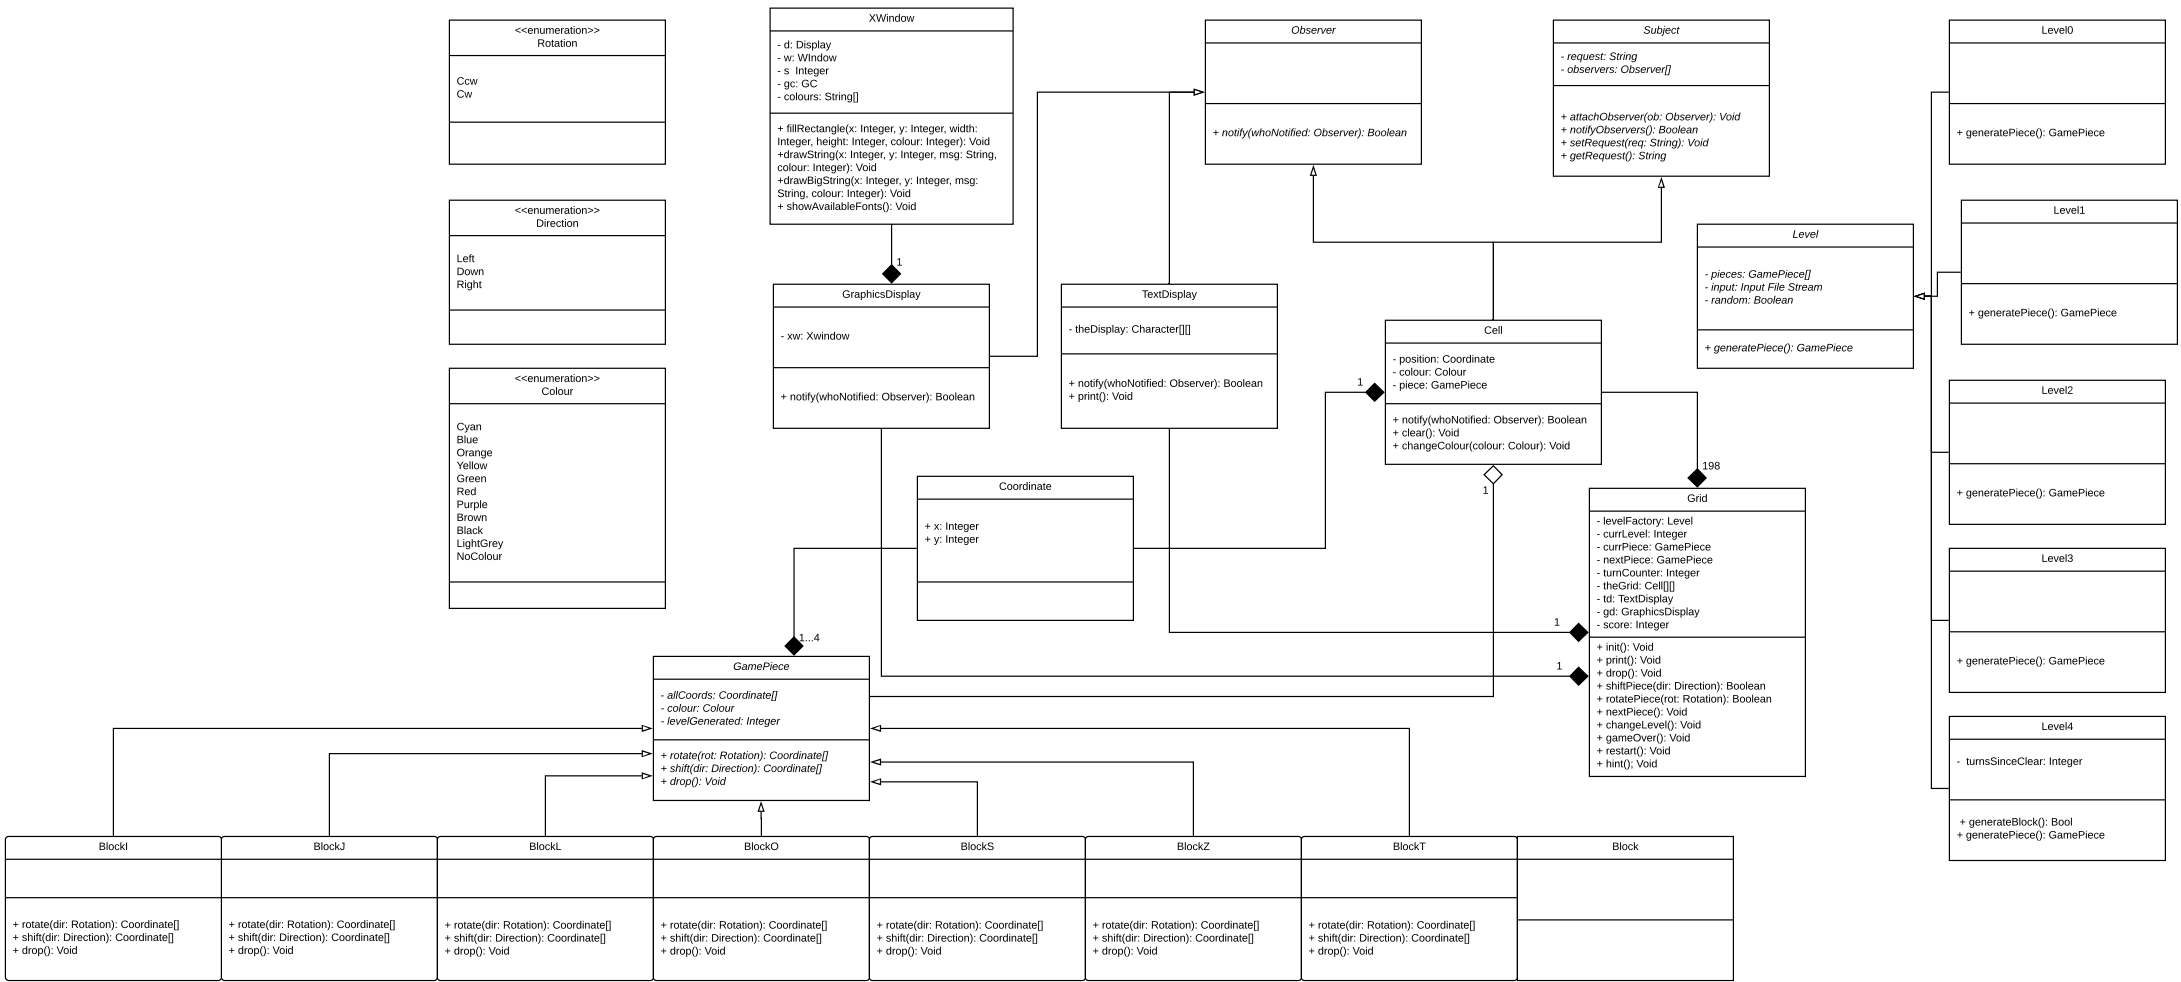 <<enumeration>>
Rotation
Ccw
Cw
<<enumeration>>
Direction
Left
Down
Right
<<enumeration>>
Colour
Cyan
Blue
Orange
Yellow
Green
Red
Purple
Brown
Black
LightGrey
NoColour
XWindow
- d: Display
- w: WIndow
- s  Integer
- gc: GC
- colours: String[]
+ fillRectangle(x: Integer, y: Integer, width:
Integer, height: Integer, colour: Integer): Void
+drawString(x: Integer, y: Integer, msg: String,
colour: Integer): Void
+drawBigString(x: Integer, y: Integer, msg:
String, colour: Integer): Void
+ showAvailableFonts(): Void
1
GraphicsDisplay
- xw: Xwindow
+ notify(whoNotified: Observer): Boolean
Observer
+ notify(whoNotified: Observer): Boolean
Subject
- request: String
- observers: Observer[]
+ attachObserver(ob: Observer): Void
+ notifyObservers(): Boolean
+ setRequest(req: String): Void
+ getRequest(): String
TextDisplay
- theDisplay: Character[][]
+ notify(whoNotified: Observer): Boolean
+ print(): Void
1
Cell
- position: Coordinate
- colour: Colour
- piece: GamePiece
+ notify(whoNotified: Observer): Boolean
+ clear(): Void
+ changeColour(colour: Colour): Void
1
198
Level
- pieces: GamePiece[]
- input: Input File Stream
- random: Boolean
+ generatePiece(): GamePiece
Level0
+ generatePiece(): GamePiece
Level1
+ generatePiece(): GamePiece
Level2
+ generatePiece(): GamePiece
Level3
+ generatePiece(): GamePiece
Level4
-  turnsSinceClear: Integer
+ generateBlock(): Bool
+ generatePiece(): GamePiece
Coordinate
+ x: Integer
+ y: Integer
Grid
- levelFactory: Level
- currLevel: Integer
- currPiece: GamePiece
- nextPiece: GamePiece
- turnCounter: Integer
- theGrid: Cell[][]
- td: TextDisplay
- gd: GraphicsDisplay
- score: Integer
+ init(): Void
+ print(): Void
+ drop(): Void
+ shiftPiece(dir: Direction): Boolean
+ rotatePiece(rot: Rotation): Boolean
+ nextPiece(): Void
+ changeLevel(): Void
+ gameOver(): Void
+ restart(): Void
+ hint(); Void
1
1
1...4
GamePiece
- allCoords: Coordinate[]
- colour: Colour
- levelGenerated: Integer
+ rotate(rot: Rotation): Coordinate[]
+ shift(dir: Direction): Coordinate[]
+ drop(): Void
BlockI
+ rotate(dir: Rotation): Coordinate[]
+ shift(dir: Direction): Coordinate[]
+ drop(): Void
BlockJ
+ rotate(dir: Rotation): Coordinate[]
+ shift(dir: Direction): Coordinate[]
+ drop(): Void
BlockL
+ rotate(dir: Rotation): Coordinate[]
+ shift(dir: Direction): Coordinate[]
+ drop(): Void
BlockO
+ rotate(dir: Rotation): Coordinate[]
+ shift(dir: Direction): Coordinate[]
+ drop(): Void
BlockS
+ rotate(dir: Rotation): Coordinate[]
+ shift(dir: Direction): Coordinate[]
+ drop(): Void
BlockZ
+ rotate(dir: Rotation): Coordinate[]
+ shift(dir: Direction): Coordinate[]
+ drop(): Void
BlockT
+ rotate(dir: Rotation): Coordinate[]
+ shift(dir: Direction): Coordinate[]
+ drop(): Void
Block